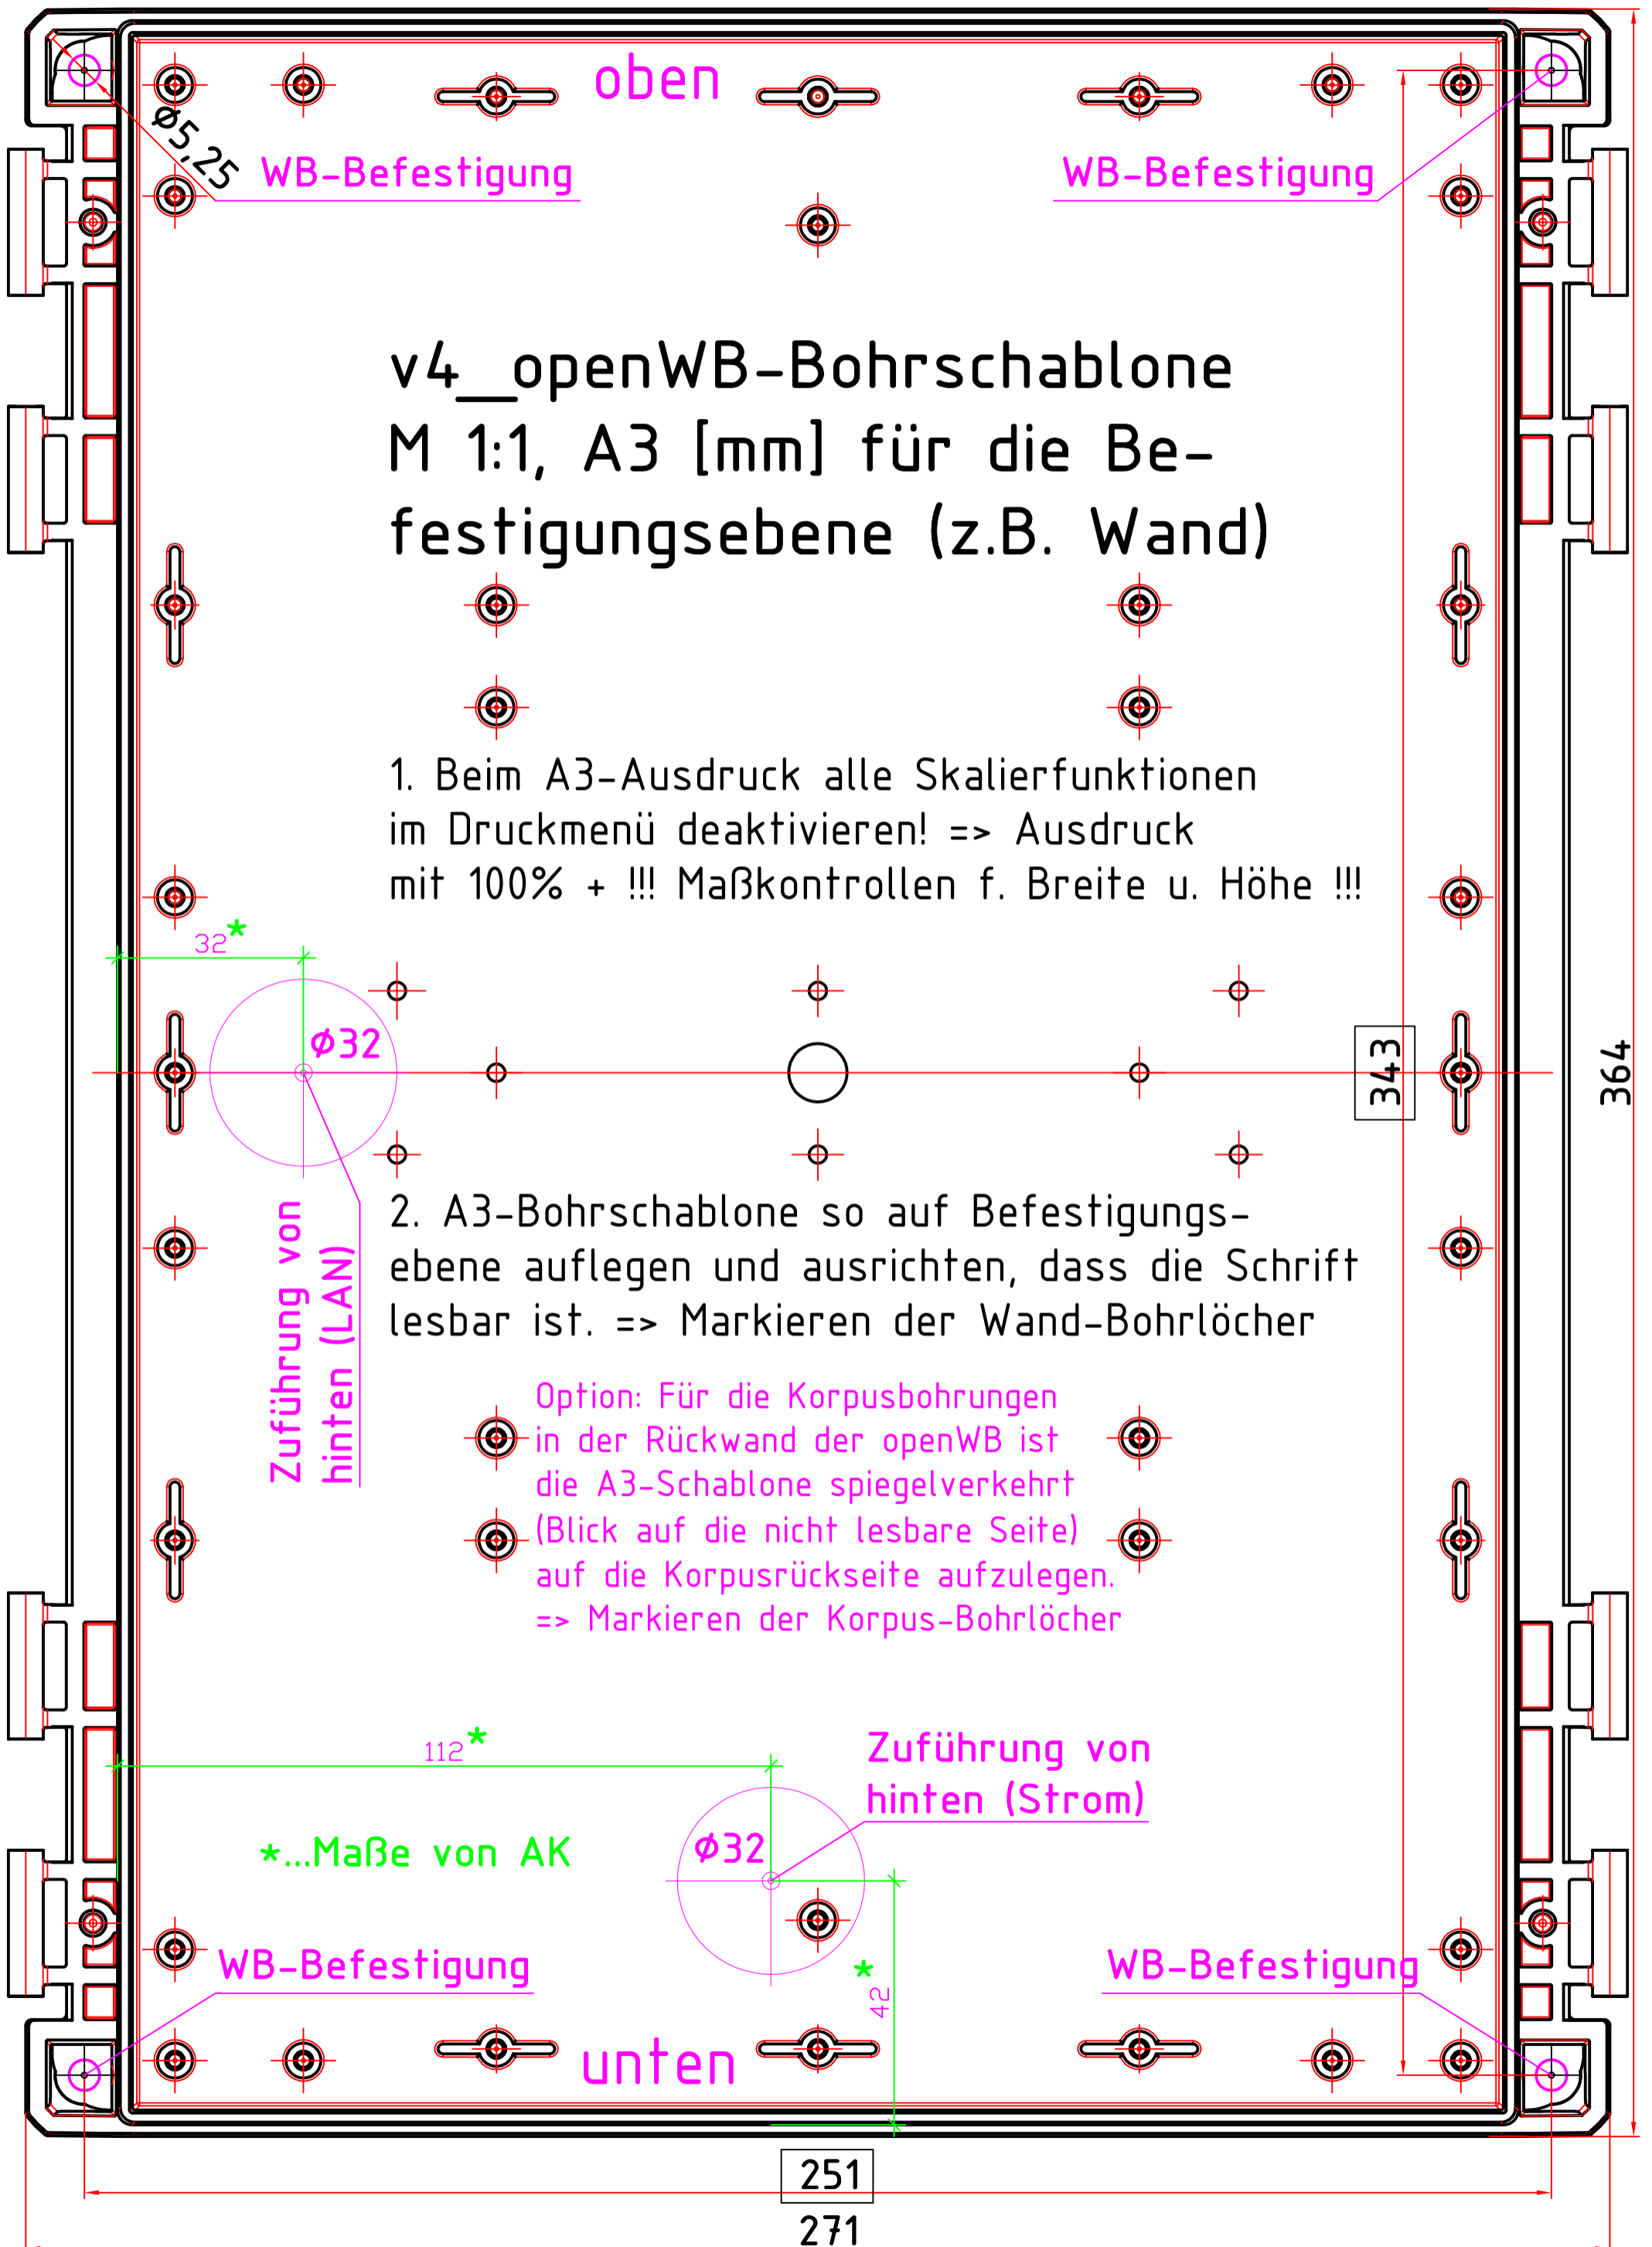 oben
ø5,25
WB-Befestigung
WB-Befestigung
v4__openWB-Bohrschablone
M 1:1, A3 [mm] für die Be-
festigungsebene (z.B. Wand)
1. Beim A3-Ausdruck alle Skalierfunktionen
im Druckmenü deaktivieren! => Ausdruck
mit 100% + !!! Maßkontrollen f. Breite u. Höhe !!!
32*
ø32
343
364
Zuführung von
hinten (LAN)
2. A3-Bohrschablone so auf Befestigungs-
ebene auflegen und ausrichten, dass die Schrift
lesbar ist. => Markieren der Wand-Bohrlöcher
Option: Für die Korpusbohrungen
in der Rückwand der openWB ist
die A3-Schablone spiegelverkehrt
(Blick auf die nicht lesbare Seite)
auf die Korpusrückseite aufzulegen.
=> Markieren der Korpus-Bohrlöcher
112*
Zuführung von
hinten (Strom)
ø32
*...Maße von AK
42*
WB-Befestigung
WB-Befestigung
unten
251
271